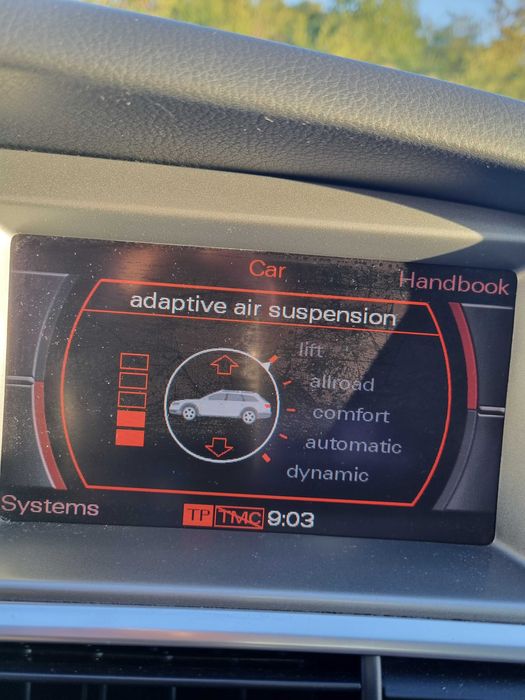 Car
Handbook
adaptive air suspension
lift
allroad
comfort
automatic
dynamic
Systems
TP TMC 9:03